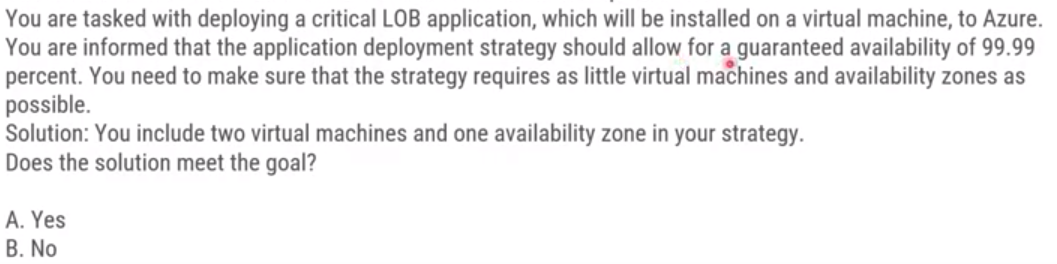 You are tasked with deploying a critical LOB application, which will be installed on a virtual machine, to Azure.
You are informed that the application deployment strategy should allow for a guaranteed availability of 99.99
percent. You need to make sure that the strategy requires as little virtual machines and availability zones as
possible.
Solution: You include two virtual machines and one availability zone in your strategy.
Does the solution meet the goal?
A. Yes
B. No